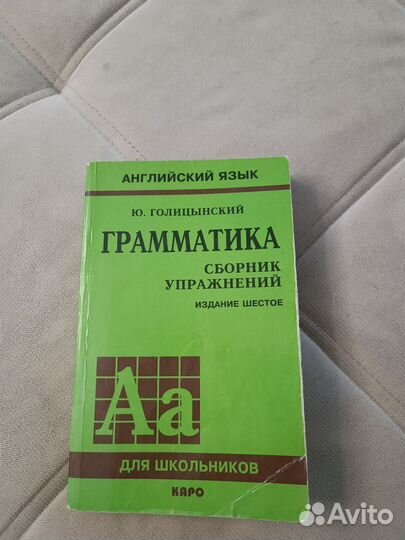 АНГЛИЙСКИЙ ЯЗЫК
Ю. ГОЛИЦЫНСКИЙ
ГРАММАТИКА
СБОРНИК
УПРАЖНЕНИЙ
ИЗДАНИЕ ШЕСТОЕ
Aa
ДЛЯ ШКОЛЬНИКОВ
КАРО
Avito